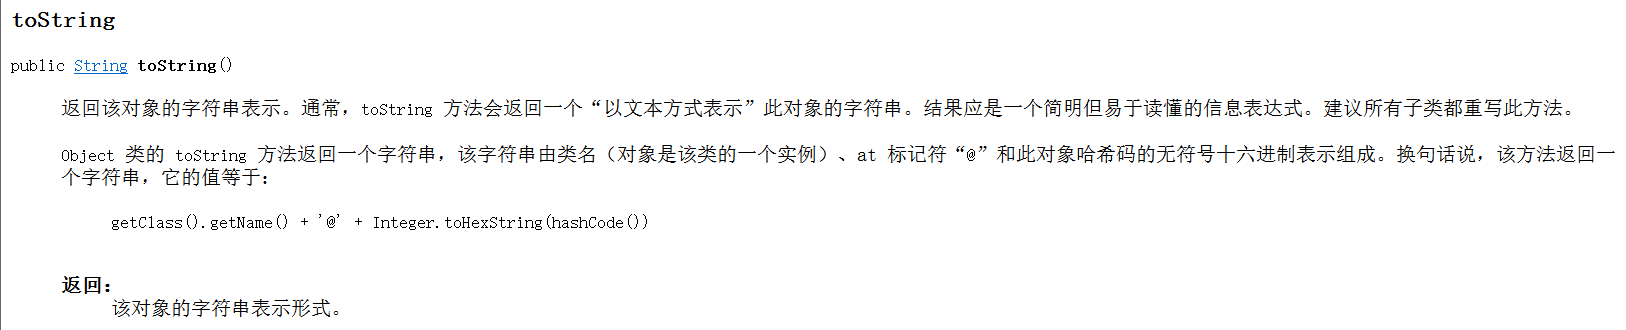 toString
public String toString()
返回该对象的字符串表示。通常，toString 方法会返回一个“以文本方式表示”此对象的字符串。结果应是一个简明但易于读懂的信息表达式。建议所有子类都重写此方法。
Object 类的 toString 方法返回一个字符串，该字符串由类名（对象是该类的一个实例）、at 标记符“@”和此对象哈希码的无符号十六进制表示组成。换句话说，该方法返回一
个字符串，它的值等于：
getClass().getName() + '@' + Integer.toHexString(hashCode())
返回：
该对象的字符串表示形式。